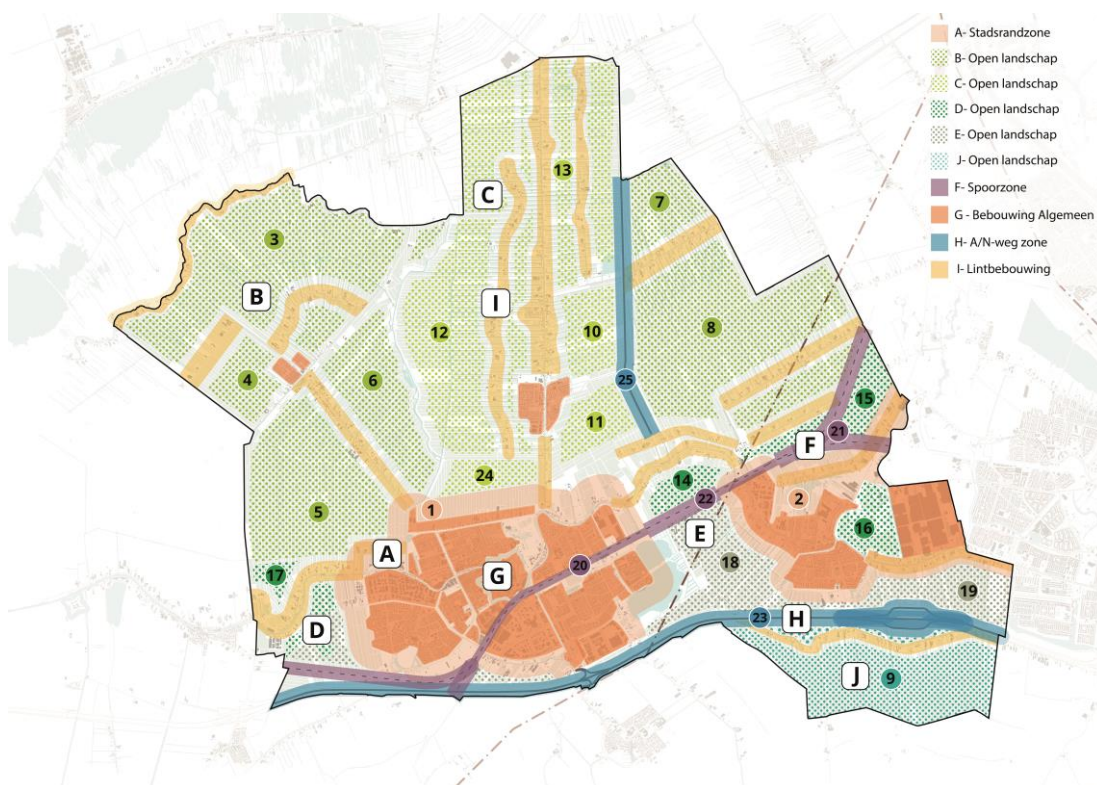 A- Stadsrandzone
B- Open landschap
C- Open landschap
D- Open landschap
E- Open landschap
J- Open landschap
F- Spoorzone
G - Bebouwing Algemeen
H- A/N-weg zone
I- Lintbebouwing
13
C
7
3
B
I
12
10
8
4
6
25
15
11
21
F
14
24
2
22
1
5
16
E
A
18
20
G
17
19
23
H
D
J
9